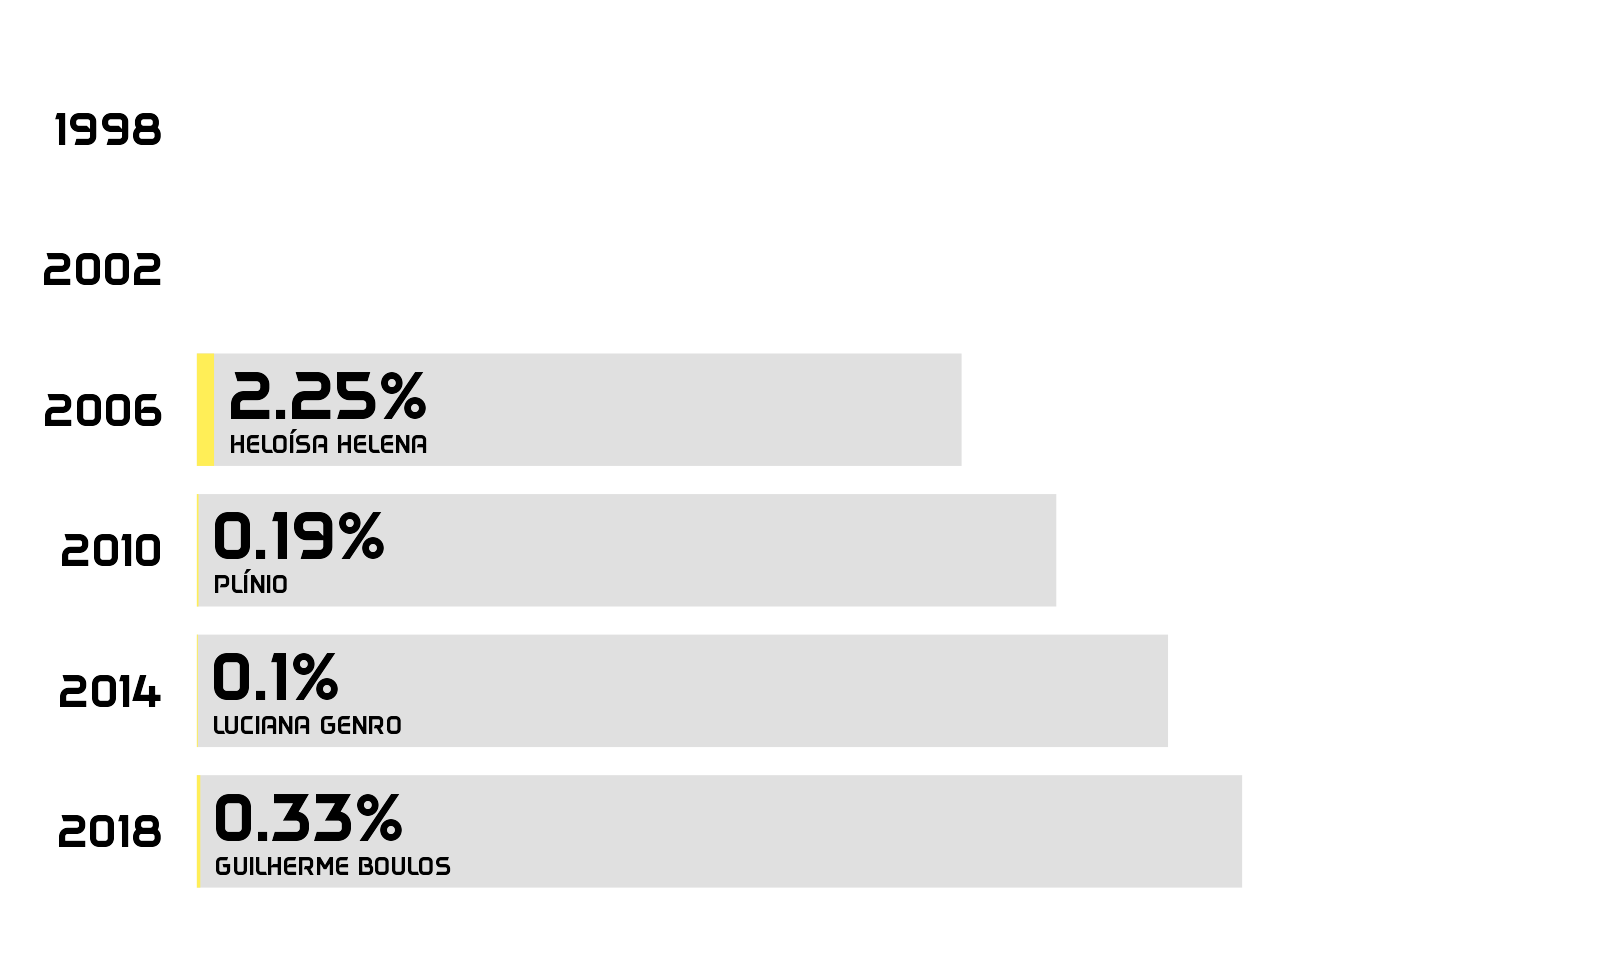 1998
2002
2006
2.25%
HELOÍSA HELENA
2010
0.19%
PLÍNIO
2014
0.1%
LUCIANA GENRO
2018
0.33%
GUILHERME BOULOS